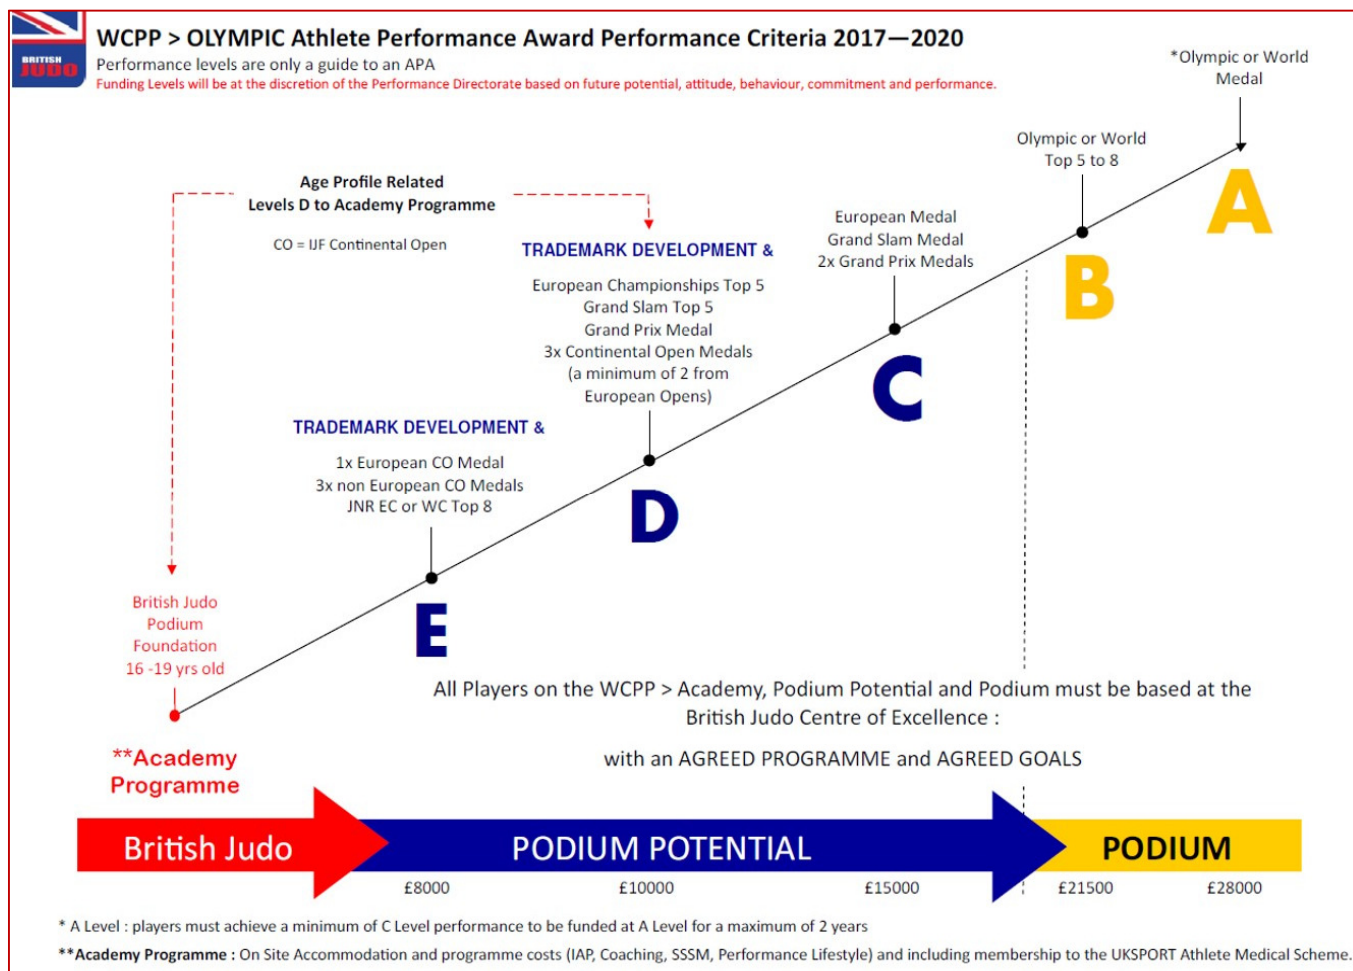 BRITISH
JUDO
WCPP > OLYMPIC Athlete Performance Award Performance Criteria 2017—2020
Performance levels are only a guide to an APA
Funding Levels will be at the discretion of the Performance Directorate based on future potential, attitude, behaviour, commitment and performance.
*Olympic or World
Medal
A
Olympic or World
Top 5 to 8
B
European Medal
Grand Slam Medal
2x Grand Prix Medals
C
Age Profile Related
Levels D to Academy Programme
CO = IJF Continental Open
TRADEMARK DEVELOPMENT &
European Championships Top 5
Grand Slam Top 5
Grand Prix Medal
3x Continental Open Medals
(a minimum of 2 from
European Opens)
D
TRADEMARK DEVELOPMENT &
1x European CO Medal
3x non European CO Medals
JNR EC or WC Top 8
E
British Judo
Podium
Foundation
16 -19 yrs old
**Academy
Programme
All Players on the WCPP > Academy, Podium Potential and Podium must be based at the
British Judo Centre of Excellence :
with an AGREED PROGRAMME and AGREED GOALS
British Judo
PODIUM POTENTIAL
PODIUM
£8000
£10000
£15000
£21500
£28000
* A Level : players must achieve a minimum of C Level performance to be funded at A Level for a maximum of 2 years
**Academy Programme : On Site Accommodation and programme costs (IAP, Coaching, SSSM, Performance Lifestyle) and including membership to the UKSPORT Athlete Medical Scheme.